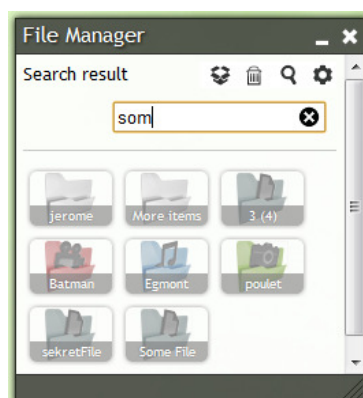 File Manager
Search result
som
jerome More items 3 (4)
Batman Egmont poulet
sekretFile Some File